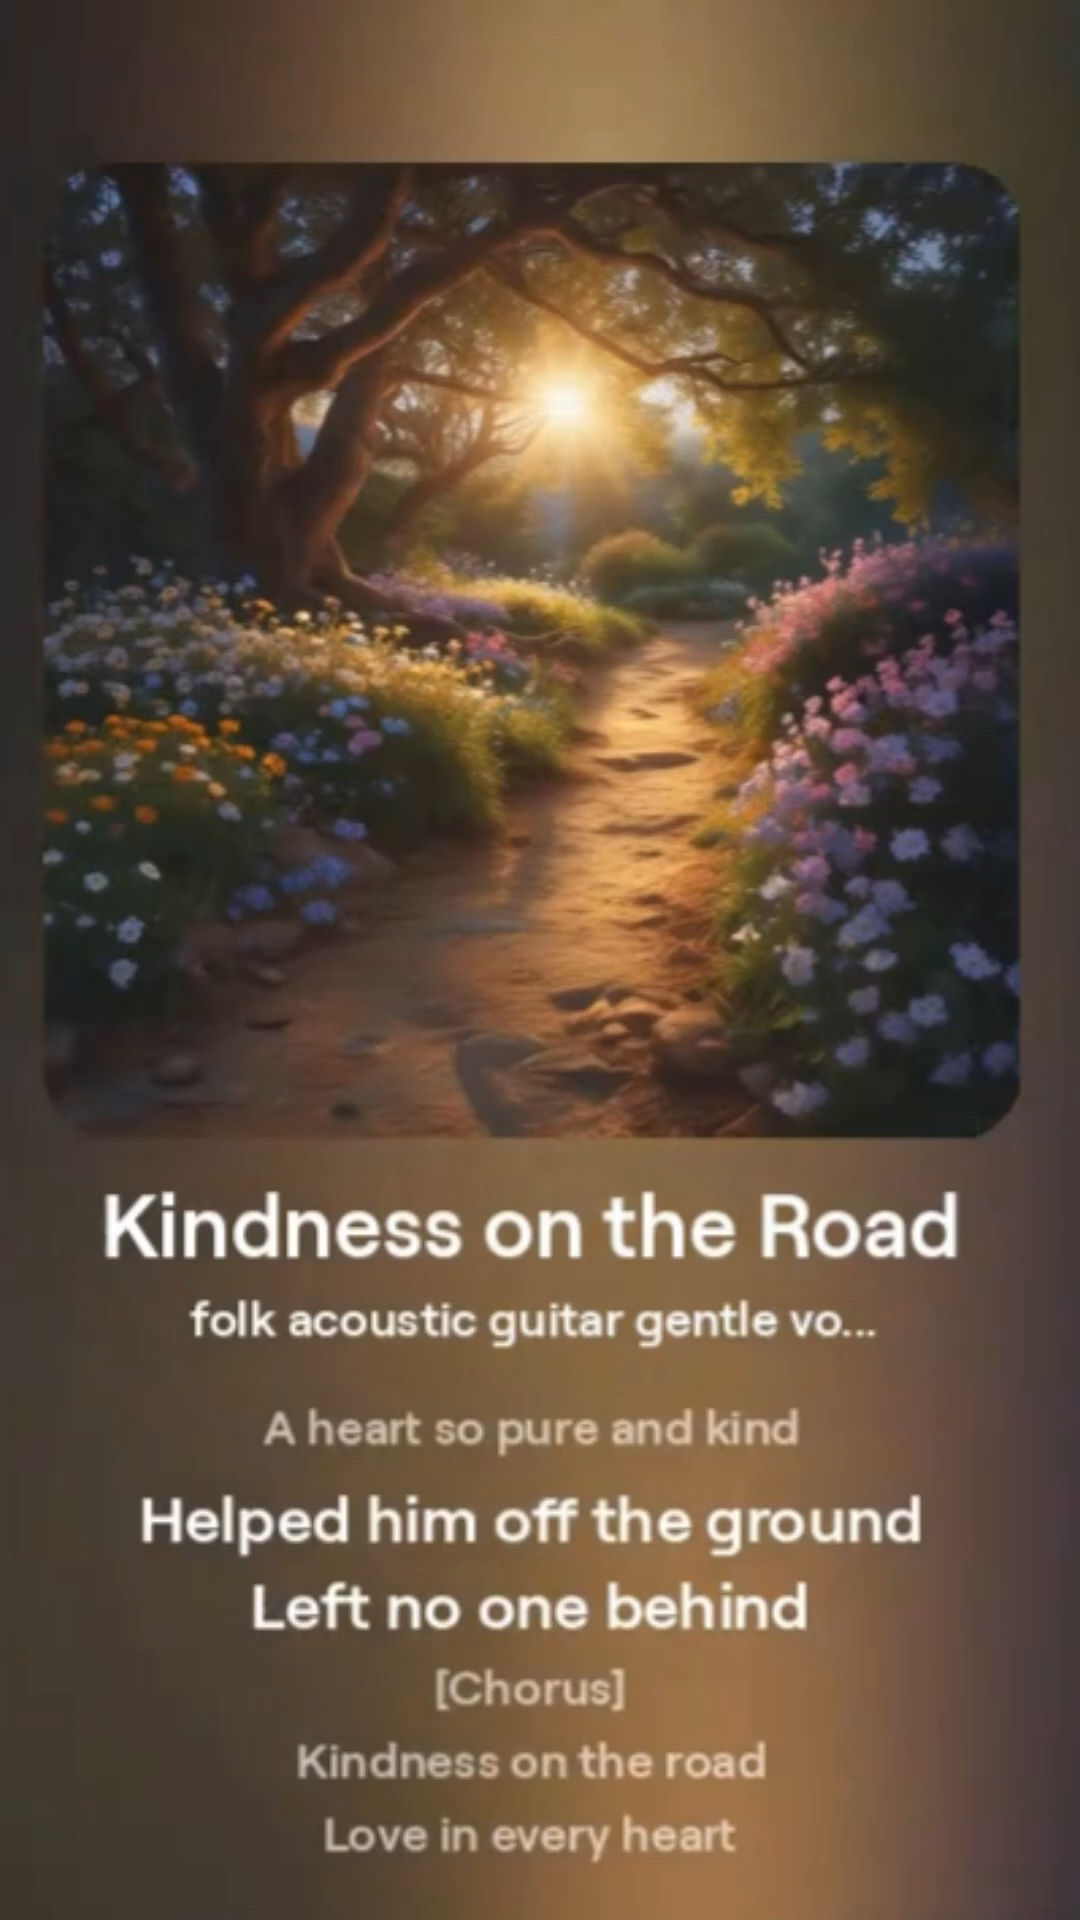 Kindness on the Road
folk acoustic guitar gentle vo...
A heart so pure and kind
Helped him off the ground
Left no one behind
[Chorus]
Kindness on the road
Love in every heart